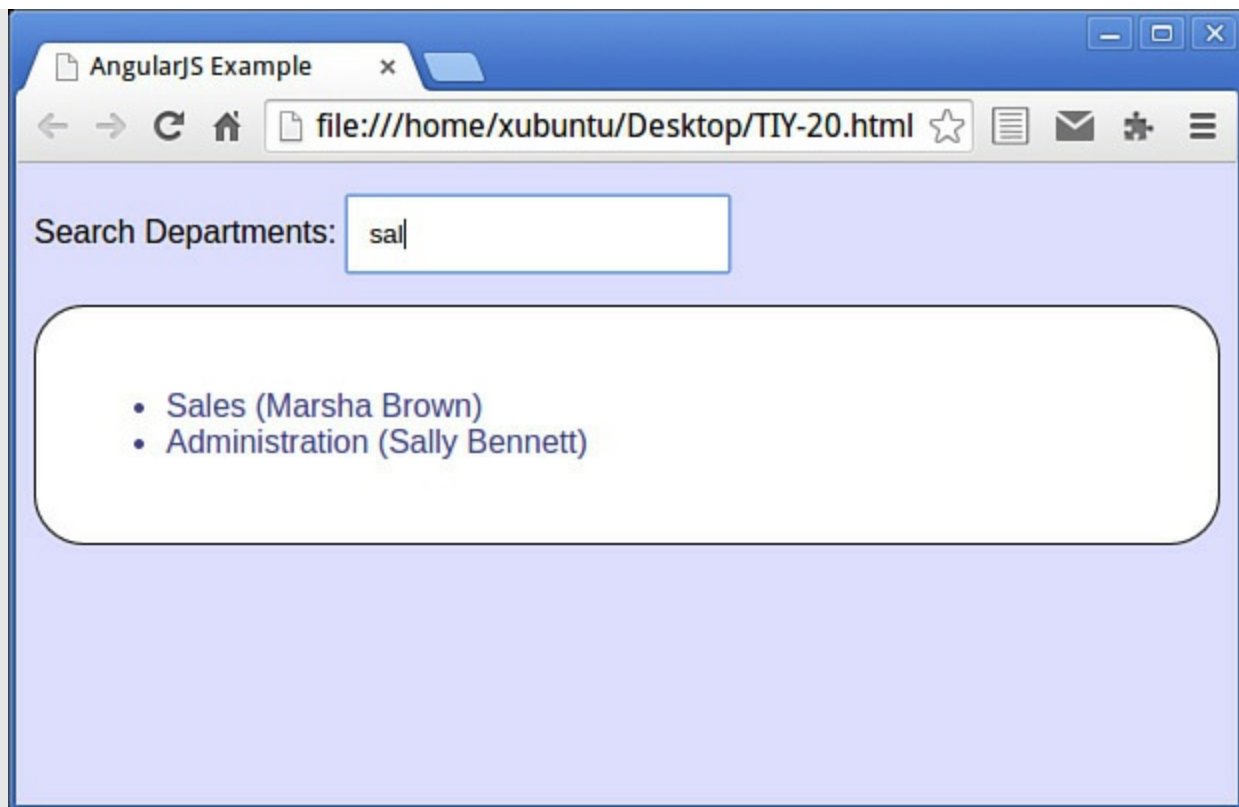 AngularJS Example
file:///home/xubuntu/Desktop/TIY-20.html
Search Departments: sal
• Sales (Marsha Brown)
• Administration (Sally Bennett)